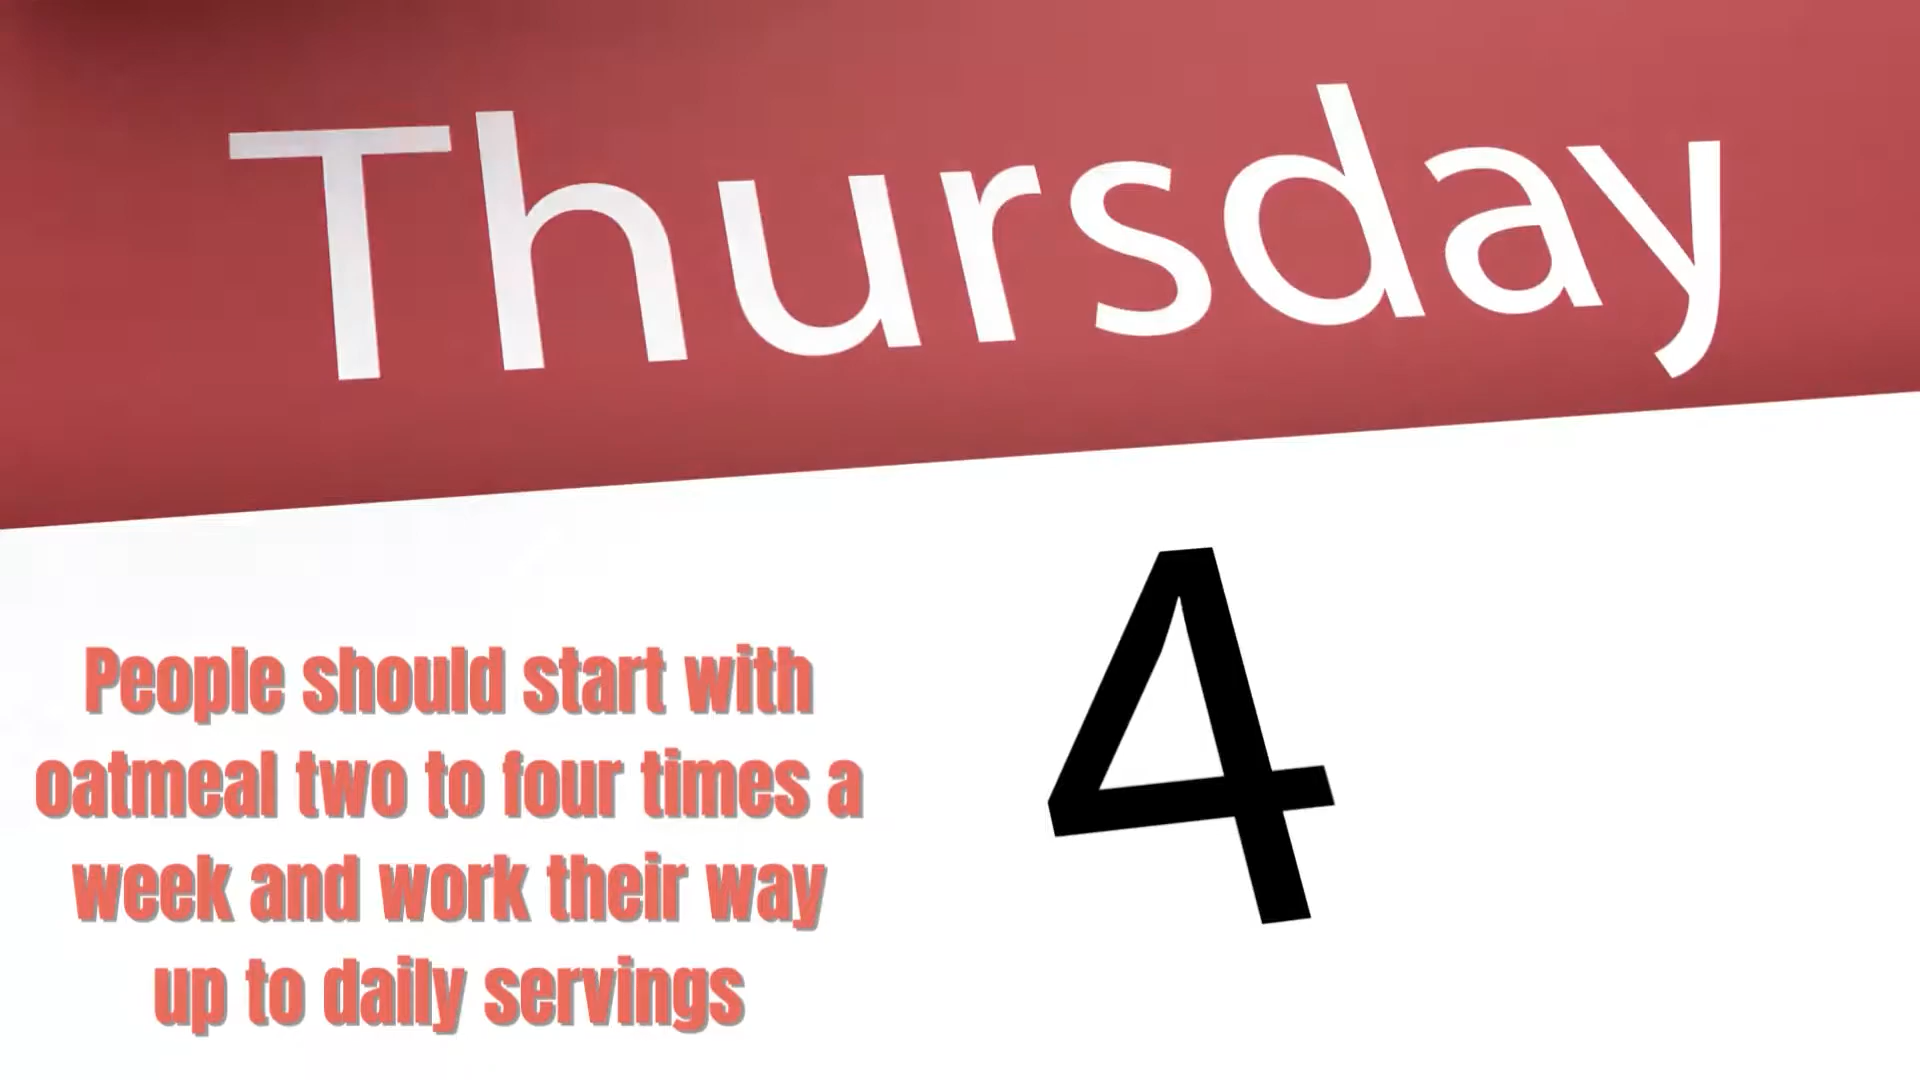 Thursday
4
People should start with
oatmeal two to four times a
week and work their way
up to daily servings